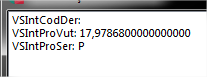 VSIntCodDer:
VSIntProVut: 17,9786800000000000
VSIntProSer: P